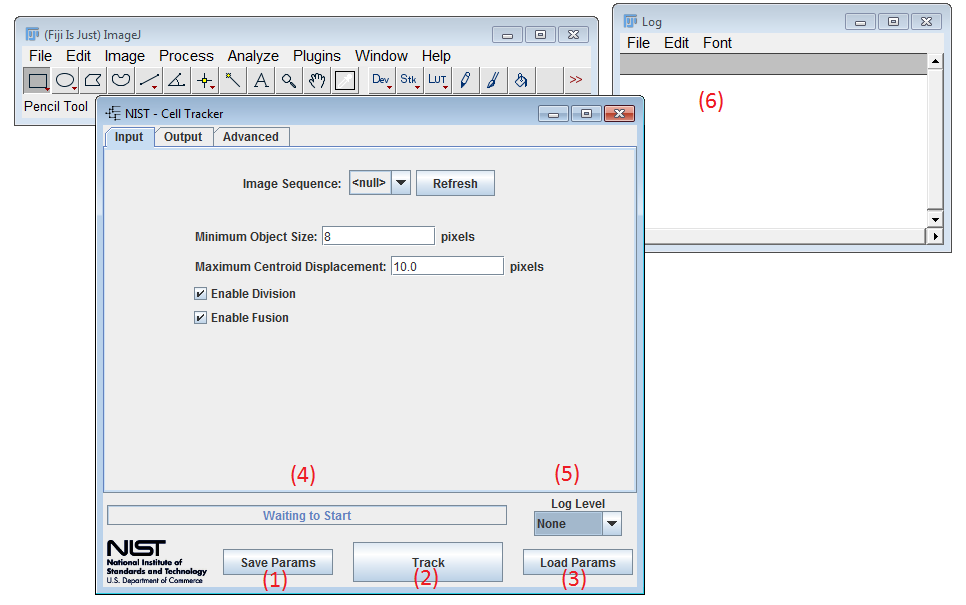 (Fiji Is Just) ImageJ
File Edit Image Process Analyze Plugins Window Help
Dev Stk LUT >>
A
Pencil Tool
Log
File Edit Font
(6)
NIST - Cell Tracker
Input Output Advanced
Image Sequence: <null> Refresh
Minimum Object Size: 8 pixels
Maximum Centroid Displacement: 10.0 pixels
Enable Division
Enable Fusion
(4) (5)
Log Level
Waiting to Start None
NIST
National Institute of
Standards and Technology
U.S. Department of Commerce
Save Params Track Load Params
(1) (2) (3)